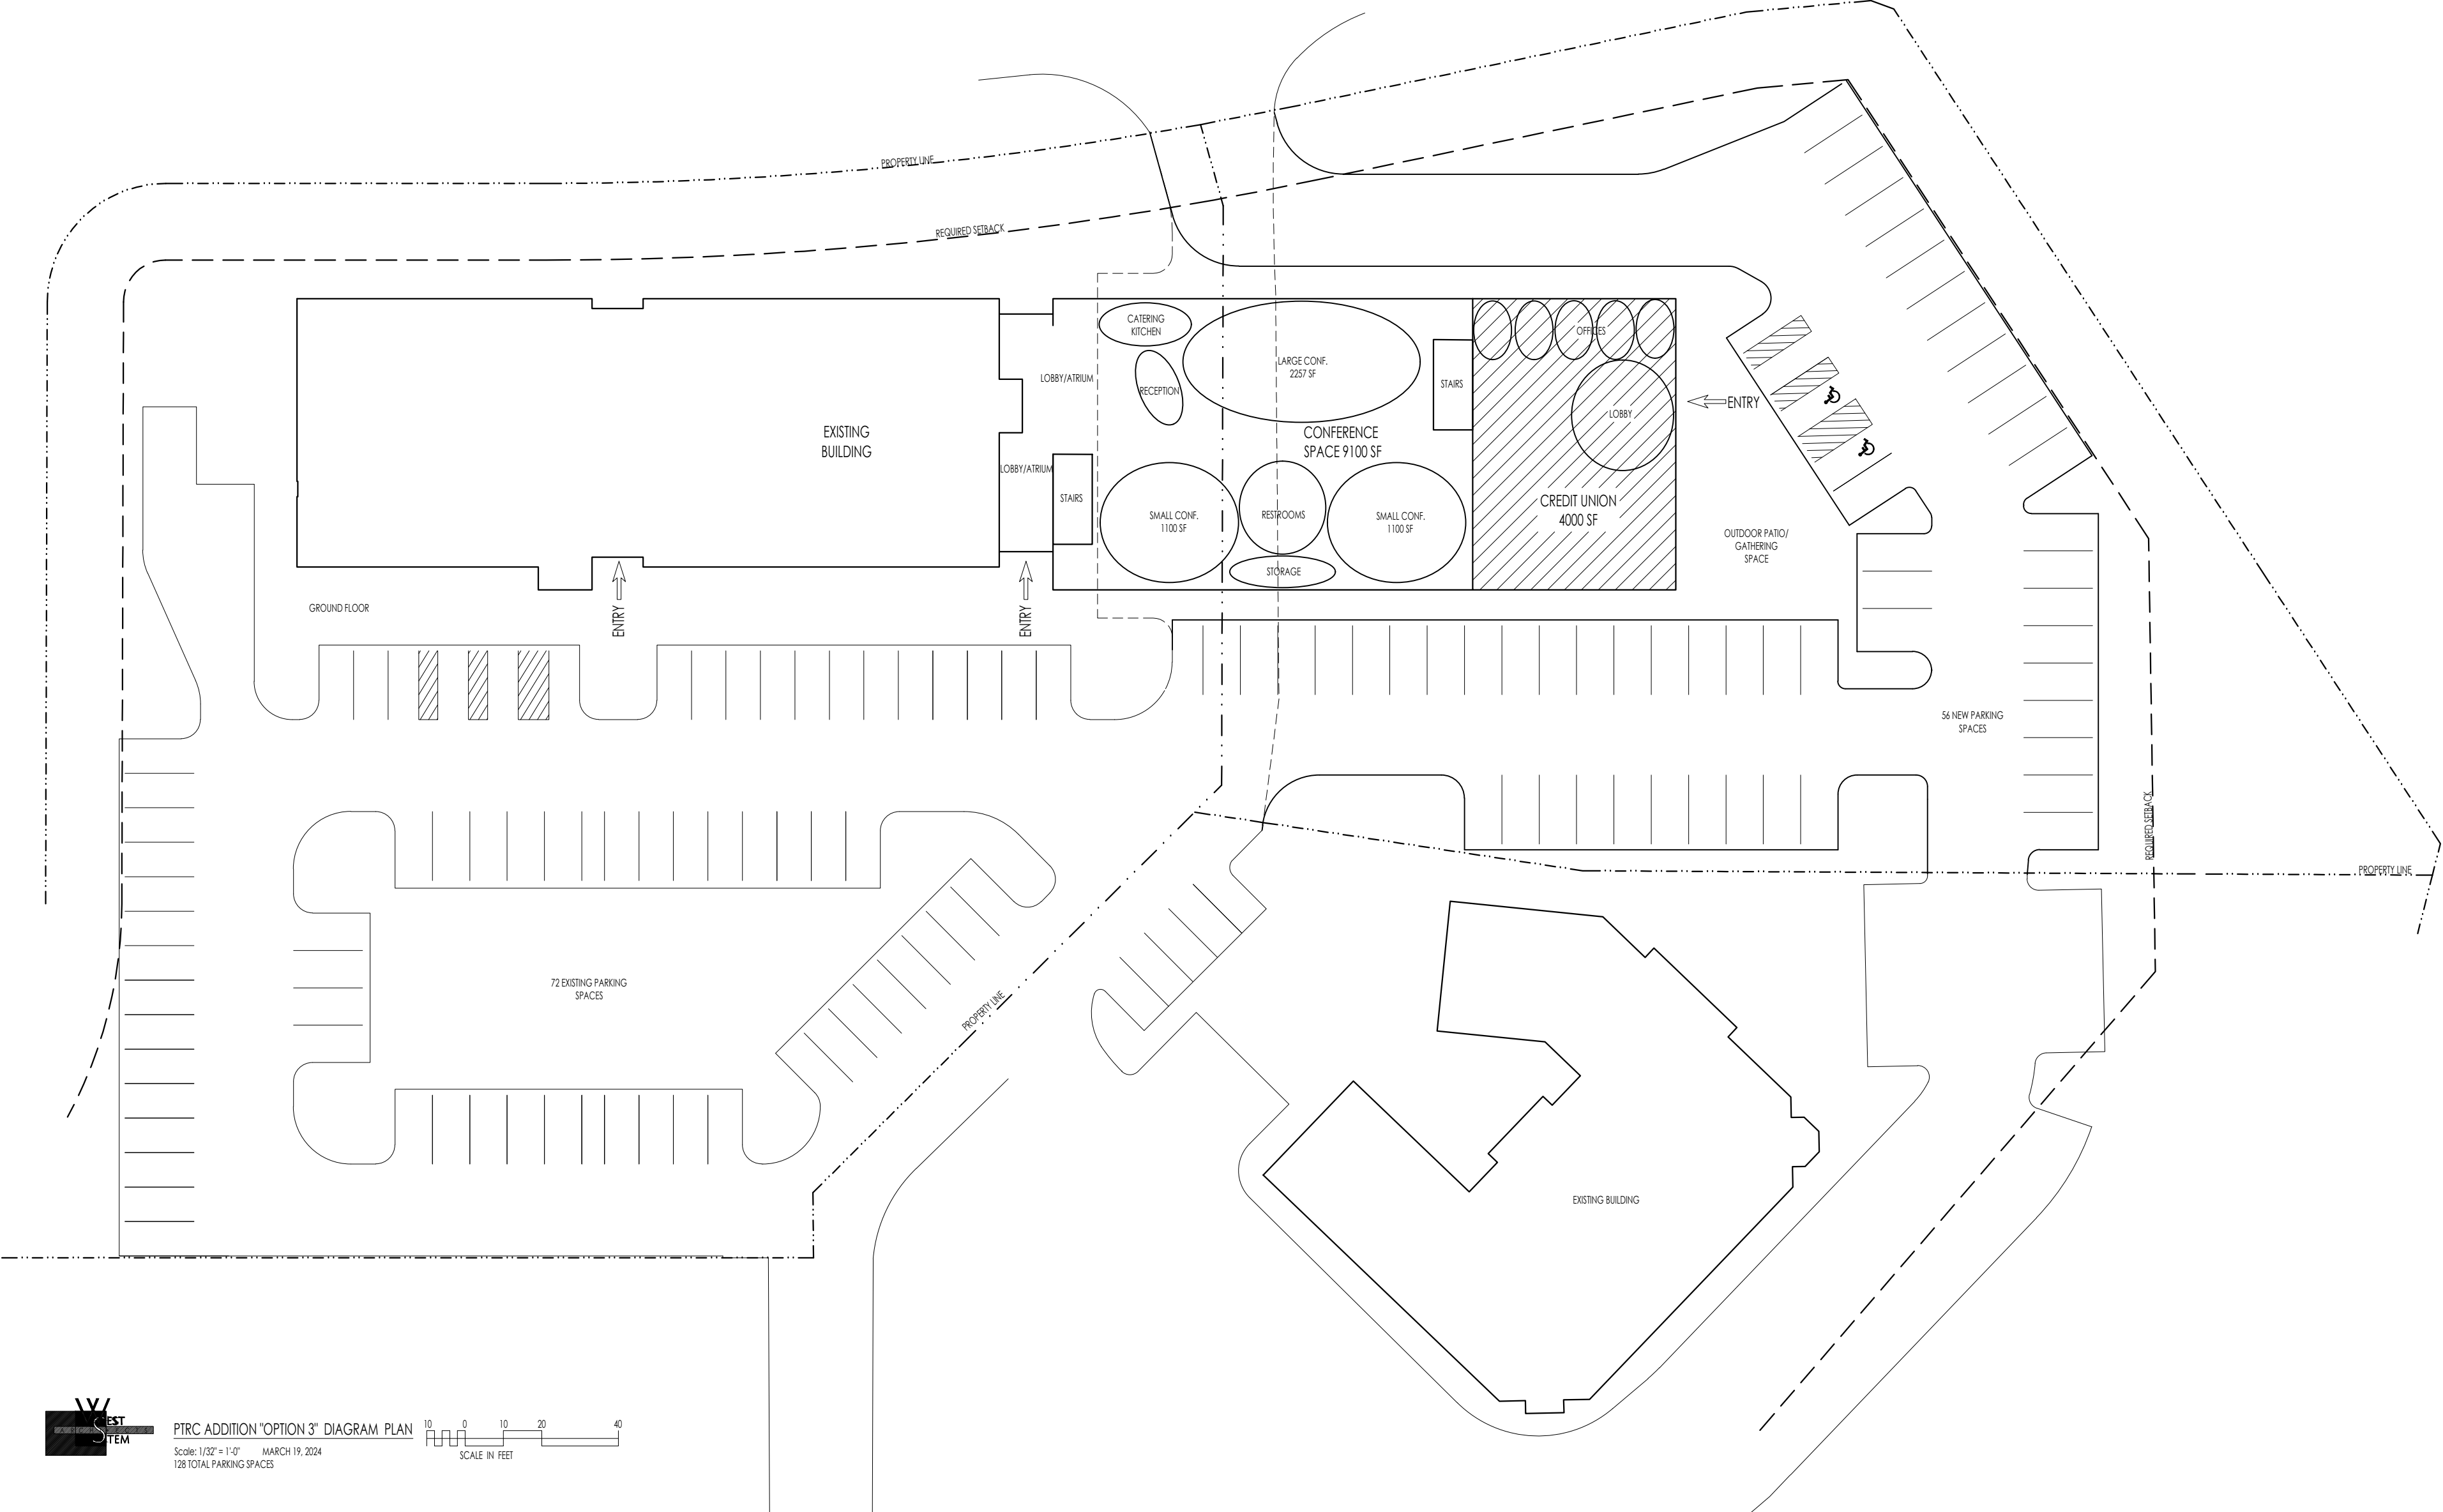 PROPERTY LINE
REQUIRED SETBACK
CATERING
KITCHEN
RECEPTION
LARGE CONF.
2257 SF
OFFICES
STAIRS
LOBBY
ENTRY
LOBBY/ATRIUM
LOBBY/ATRIUM
EXISTING
BUILDING
CONFERENCE
SPACE 9100 SF
STAIRS
SMALL CONF.
1100 SF
RESTROOMS
SMALL CONF.
1100 SF
CREDIT UNION
4000 SF
STORAGE
OUTDOOR PATIO/
GATHERING
SPACE
GROUND FLOOR
ENTRY
ENTRY
56 NEW PARKING
SPACES
REQUIRED SETBACK
PROPERTY LINE
72 EXISTING PARKING
SPACES
PROPERTY LINE
EXISTING BUILDING
WEST
STEM
PTRC ADDITION "OPTION 3" DIAGRAM PLAN
Scale: 1/32" = 1'-0" MARCH 19, 2024
128 TOTAL PARKING SPACES
10 0 10 20 40
SCALE IN FEET